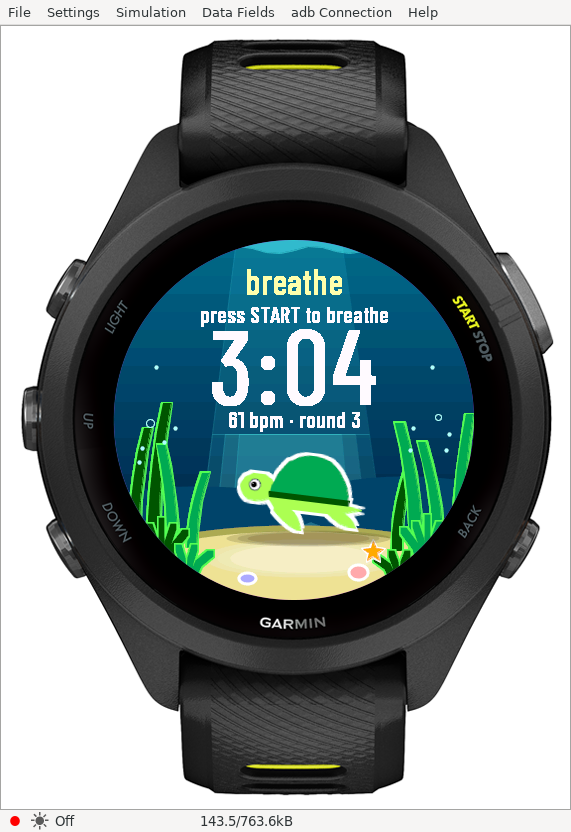 File Settings Simulation Data Fields adb Connection Help
breathe
press START to breathe
3:04
61 bpm · round 3
LIGHT
START STOP
UP
DOWN
BACK
GARMIN
Off 143.5/763.6kB